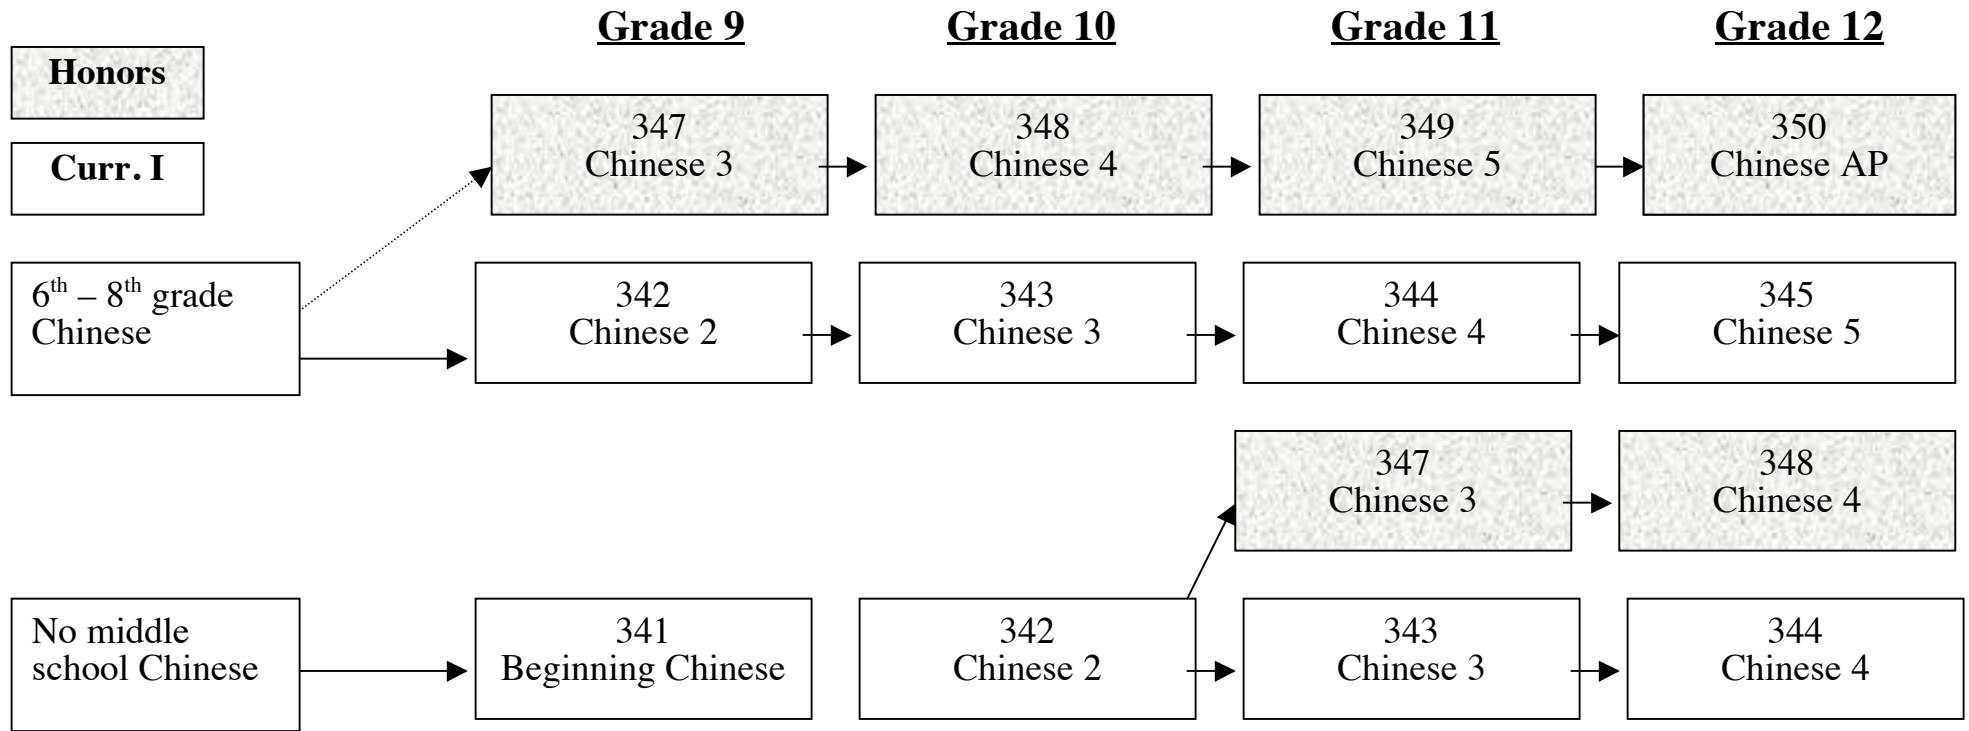 Grade 9 Grade 10 Grade 11 Grade 12
Honors
Curr. I
347
Chinese 3
348
Chinese 4
349
Chinese 5
350
Chinese AP
6th – 8th grade
Chinese
342
Chinese 2
343
Chinese 3
344
Chinese 4
345
Chinese 5
347
Chinese 3
348
Chinese 4
No middle
school Chinese
341
Beginning Chinese
342
Chinese 2
343
Chinese 3
344
Chinese 4